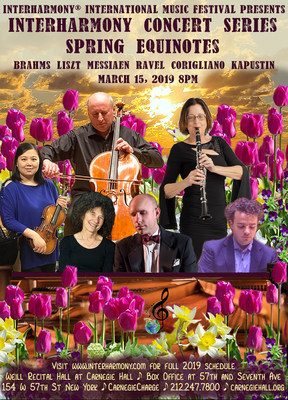 INTERHARMONY® INTERNATIONAL MUSIC FESTIVAL PRESENTS
INTERHARMONY CONCERT SERIES
SPRING EQUINOTES
BRAHMS LISZT MESSIAEN RAVEL CORIGLIANO KAPUSTIN
MARCH 15, 2019 8PM
VISIT WWW.INTERHARMONY.COM FOR FULL 2019 SCHEDULE
WEILL RECITAL HALL AT CARNEGIE HALL ♪ BOX OFFICE AT 57TH AND SEVENTH AVE
154 W 57TH ST NEW YORK ♪ CARNEGIECHARGE ♪ 212.247.7800 ♪ CARNEGIEHALL.ORG